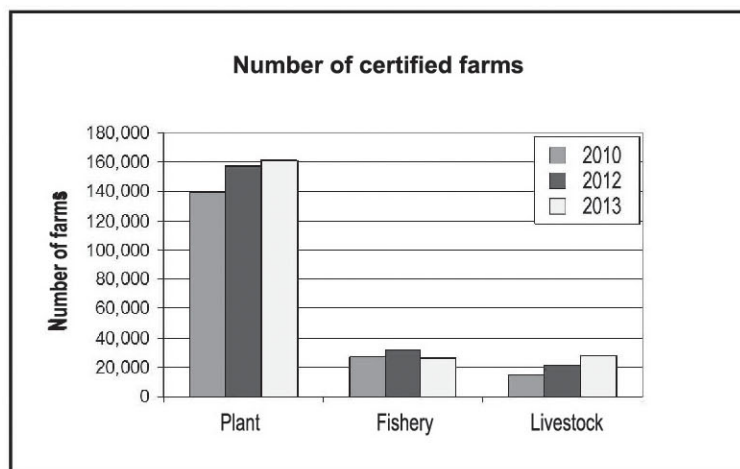 Number of certified farms
Number of farms
180,000
160,000
140,000
120,000
100,000
80,000
60,000
40,000
20,000
0
2010
2012
2013
Plant
Fishery
Livestock